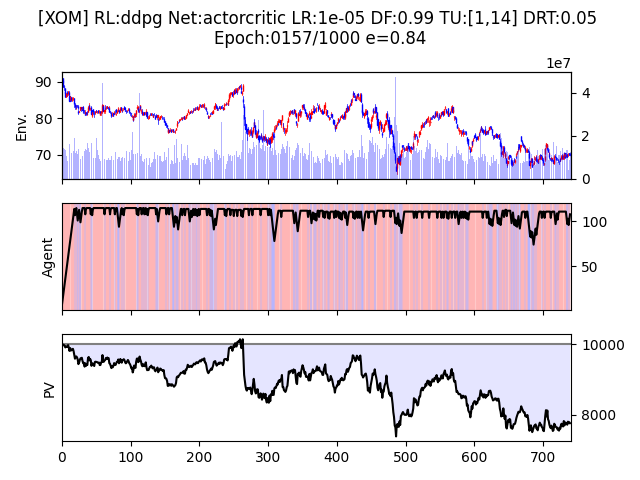 [XOM] RL:ddpg Net:actorcritic LR:1e-05 DF:0.99 TU:[1,14] DRT:0.05
Epoch:0157/1000 e=0.84
1e7
Env.
90
80
70
4
2
0
Agent
100
50
PV
10000
8000
0 100 200 300 400 500 600 700